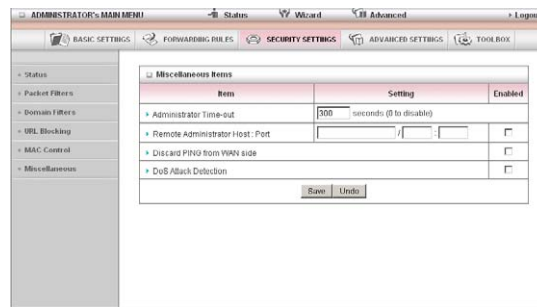 ADMINISTRATOR's MAIN MENU Status Wizard Advanced Logout
BASIC SETTINGS FORWARDING RULES SECURITY SETTINGS ADVANCED SETTINGS TOOLBOX
Status
Packet Filters
Domain Filters
URL Blocking
MAC Control
Miscellaneous
Miscellaneous Items
Item Setting Enabled
Administrator Time-out 300 seconds (0 to disable)
Remote Administrator Host : Port / :
Discard PING from WAN side
DoS Attack Detection
Save Undo